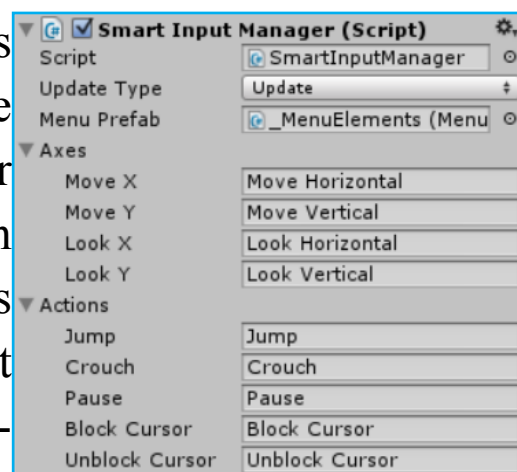 s
e
r
n
s
t
-
Smart Input Manager (Script)
Script SmartInputManager
Update Type Update
Menu Prefab _MenuElements (Menu
Axes
Move X Move Horizontal
Move Y Move Vertical
Look X Look Horizontal
Look Y Look Vertical
Actions
Jump Jump
Crouch Crouch
Pause Pause
Block Cursor Block Cursor
Unblock Cursor Unblock Cursor